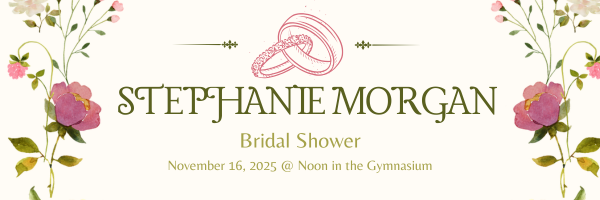 STEPHANIE MORGAN
Bridal Shower
November 16, 2025 @ Noon in the Gymnasium